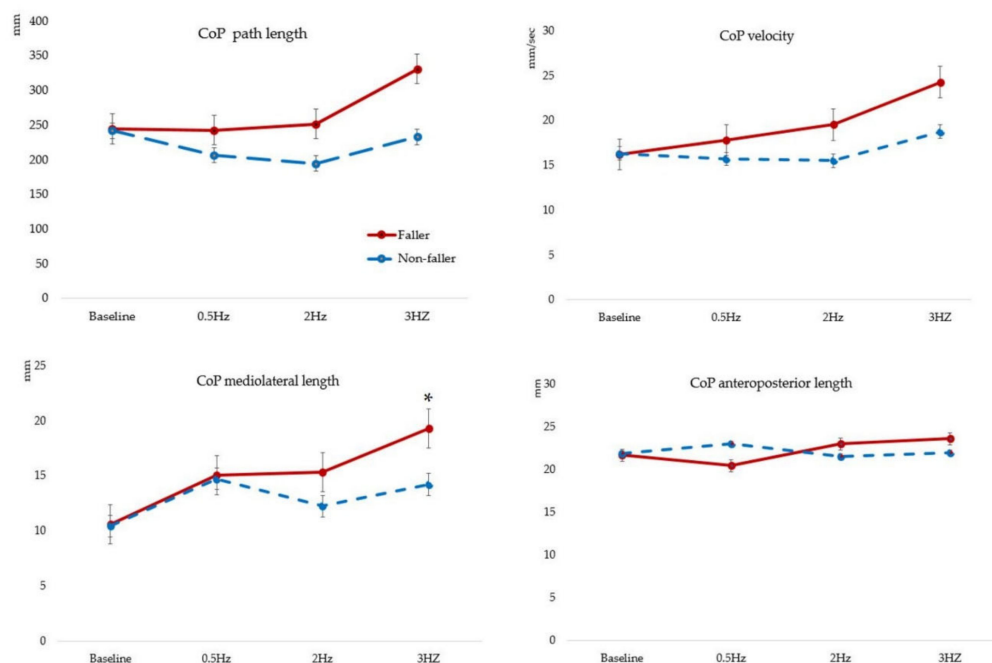 mm
CoP path length
400
350
300
250
200
150
100
50
0
Faller
Non-faller
Baseline 0.5Hz 2Hz 3HZ
mm/sec
CoP velocity
30
25
20
15
10
5
0
Baseline 0.5Hz 2Hz 3HZ
mm
CoP mediolateral length
25
20
15
10
5
0
*
Baseline 0.5Hz 2Hz 3HZ
mm
CoP anteroposterior length
30
25
20
15
10
5
0
Baseline 0.5Hz 2Hz 3HZ